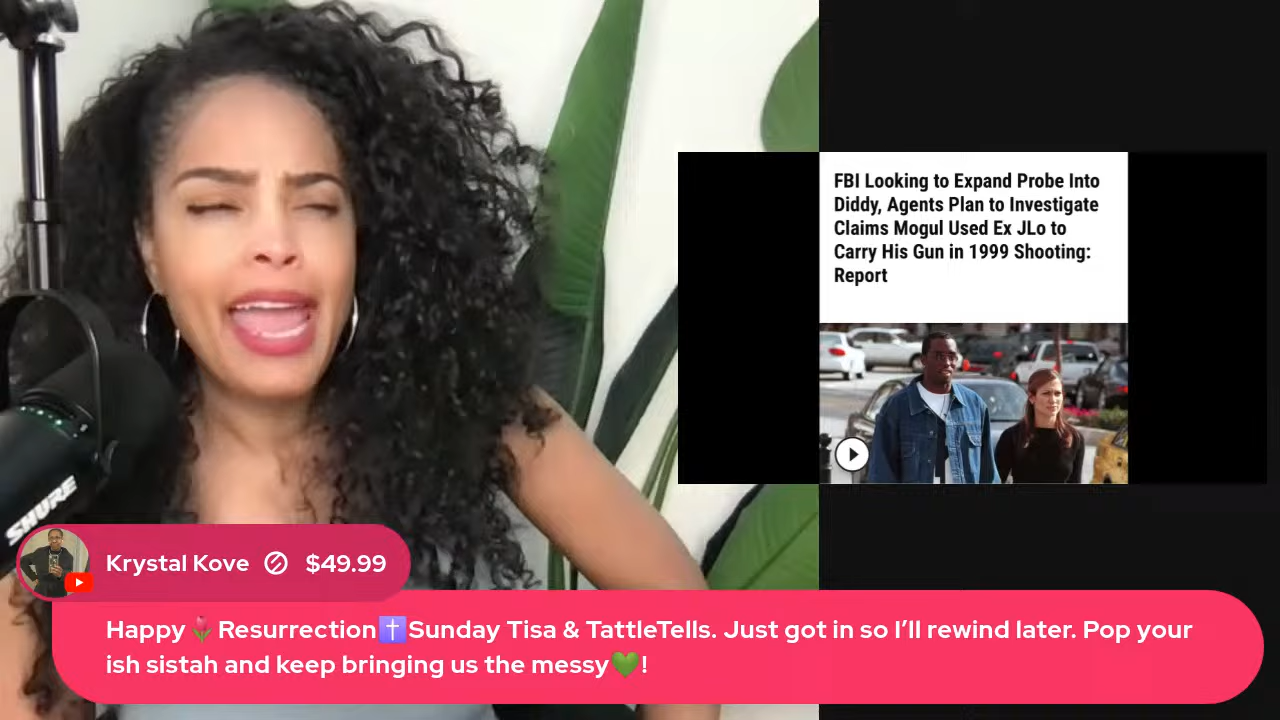 FBI Looking to Expand Probe Into
Diddy, Agents Plan to Investigate
Claims Mogul Used Ex JLo to
Carry His Gun in 1999 Shooting:
Report
SHURE
Krystal Kove $49.99
Happy🌷Resurrection✝️Sunday Tisa & TattleTells. Just got in so I’ll rewind later. Pop your
ish sistah and keep bringing us the messy💚!